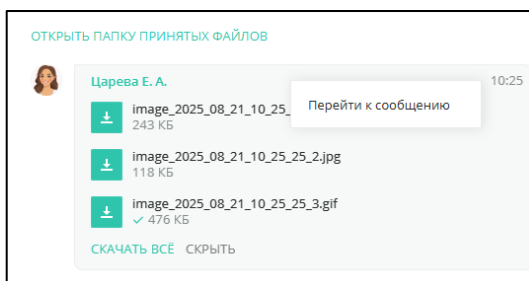 ОТКРЫТЬ ПАПКУ ПРИНЯТЫХ ФАЙЛОВ
Царева Е. А.
10:25
image_2025_08_21_10_25_
Перейти к сообщению
243 КБ
image_2025_08_21_10_25_25_2.jpg
118 КБ
image_2025_08_21_10_25_25_3.gif
476 КБ
СКАЧАТЬ ВСЁ СКРЫТЬ